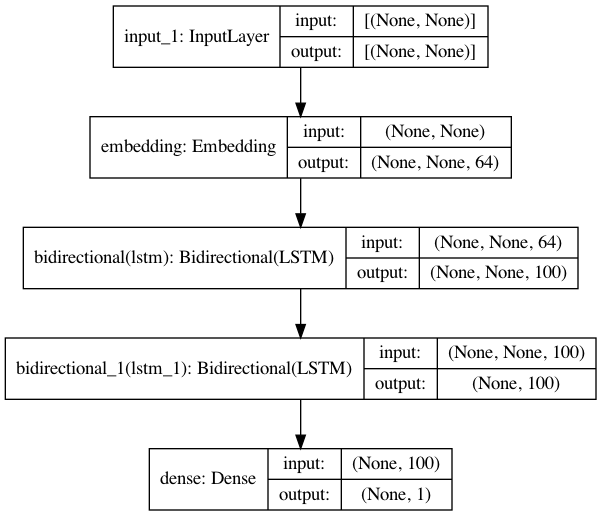 input_1: InputLayer
input:
[(None, None)]
output:
[(None, None)]
embedding: Embedding
input:
(None, None)
output:
(None, None, 64)
bidirectional(lstm): Bidirectional(LSTM)
input:
(None, None, 64)
output:
(None, None, 100)
bidirectional_1(lstm_1): Bidirectional(LSTM)
input:
(None, None, 100)
output:
(None, 100)
dense: Dense
input:
(None, 100)
output:
(None, 1)